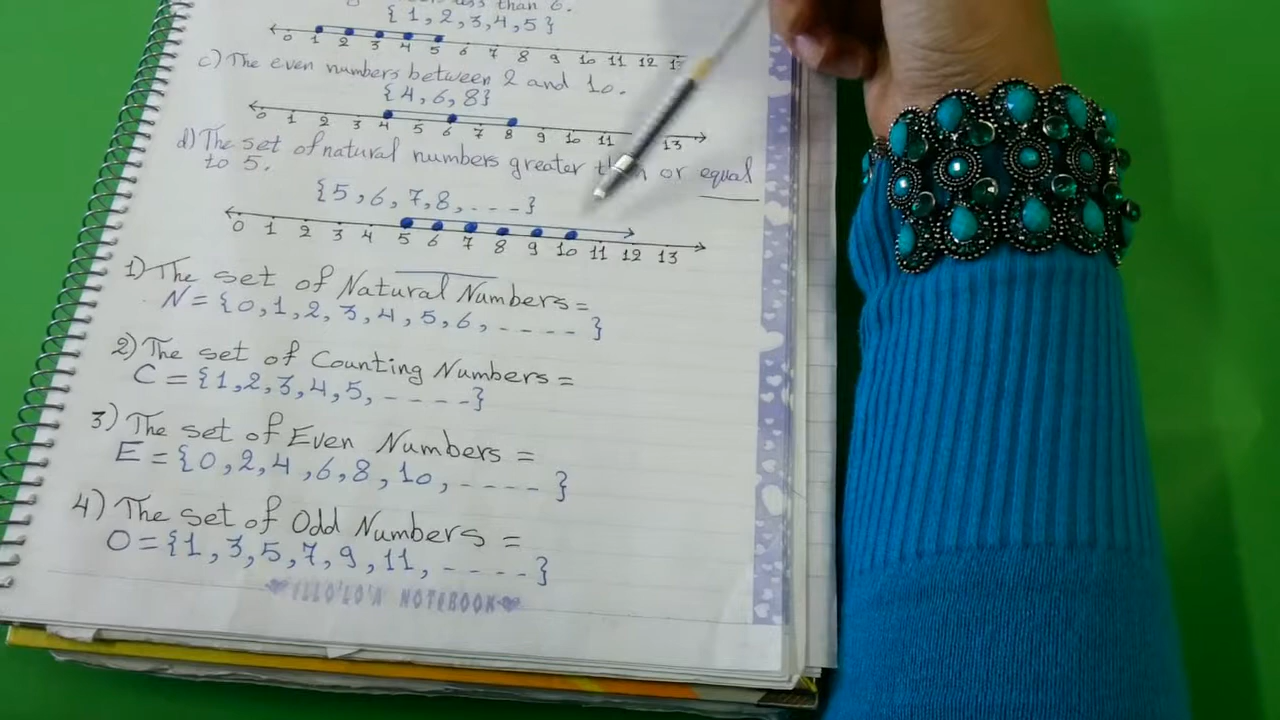 less than 6.
{1, 2, 3, 4, 5}
0 1 2 3 4 5 6 7 8 9 10 11 12 13
c) The even numbers between 2 and 10.
{4, 6, 8}
0 1 2 3 4 5 6 7 8 9 10 11 13
d) The set of natural numbers greater than or equal
to 5.
{5, 6, 7, 8, - - - -}
0 1 2 3 4 5 6 7 8 9 10 11 12 13
1) The set of Natural Numbers =
N = {0, 1, 2, 3, 4, 5, 6, - - - - - }
2) The set of Counting Numbers =
C = {1, 2, 3, 4, 5, - - - - -}
3) The set of Even Numbers =
E = {0, 2, 4, 6, 8, 10, - - - - - }
4) The set of Odd Numbers =
O = {1, 3, 5, 7, 9, 11, - - - - - }
NOTEBOOK